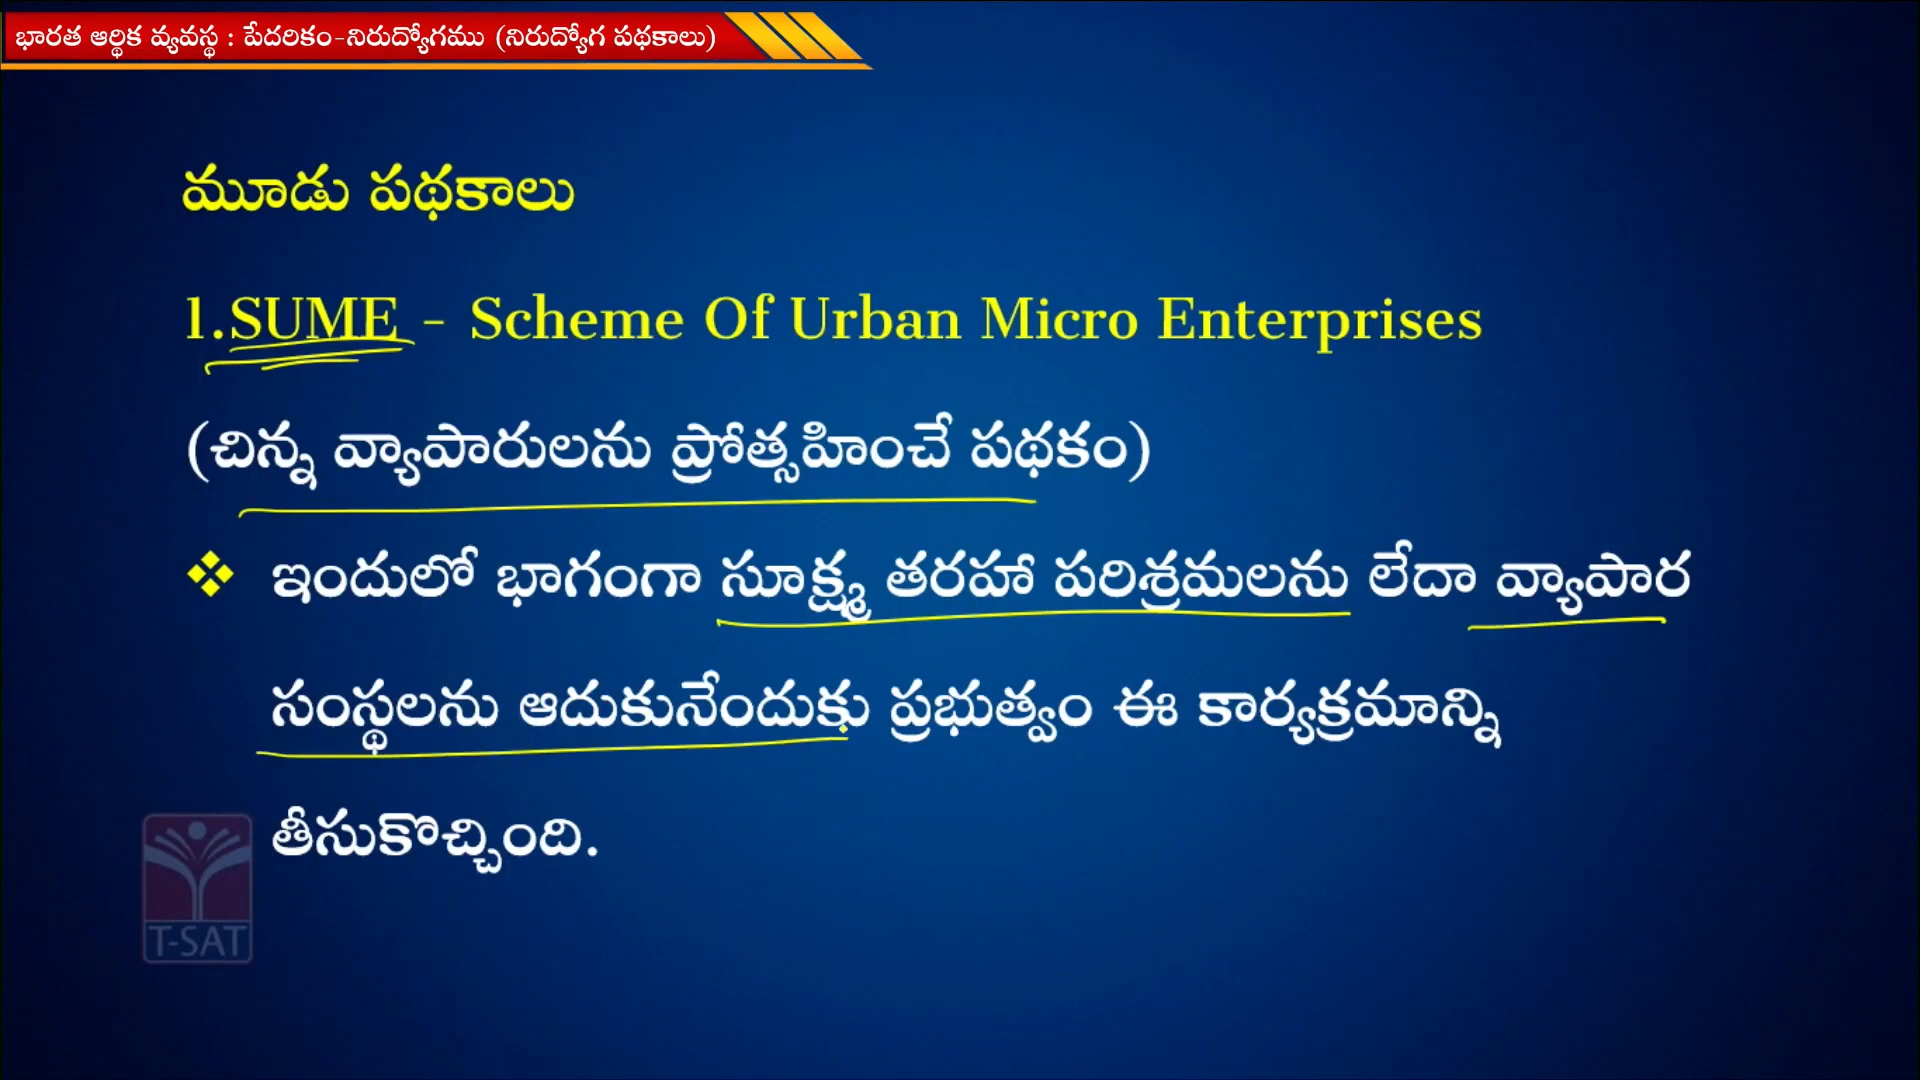 భారత ఆర్థిక వ్యవస్థ : పేదరికం-నిరుద్యోగము (నిరుద్యోగ పథకాలు)
మూడు పథకాలు
1.SUME - Scheme Of Urban Micro Enterprises
(చిన్న వ్యాపారులను ప్రోత్సహించే పథకం)
❖ ఇందులో భాగంగా సూక్ష్మ తరహా పరిశ్రమలను లేదా వ్యాపార
సంస్థలను ఆదుకునేందుకు ప్రభుత్వం ఈ కార్యక్రమాన్ని
తీసుకొచ్చింది.
T-SAT